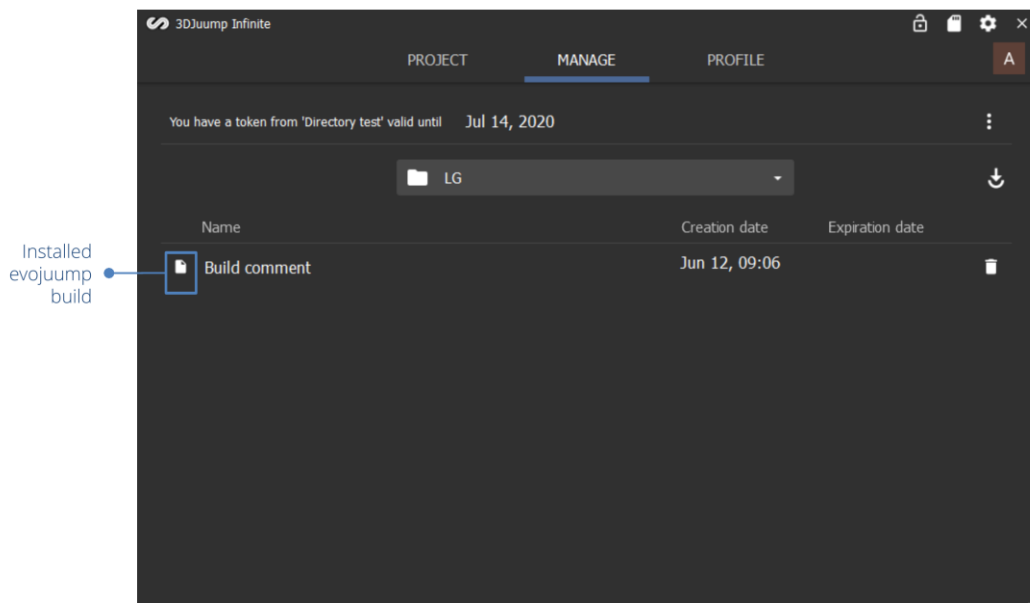 3DJuump Infinite
PROJECT MANAGE PROFILE
A
You have a token from 'Directory test' valid until Jul 14, 2020
LG
Name Creation date Expiration date
Installed
evojuump
build
Build comment Jun 12, 09:06